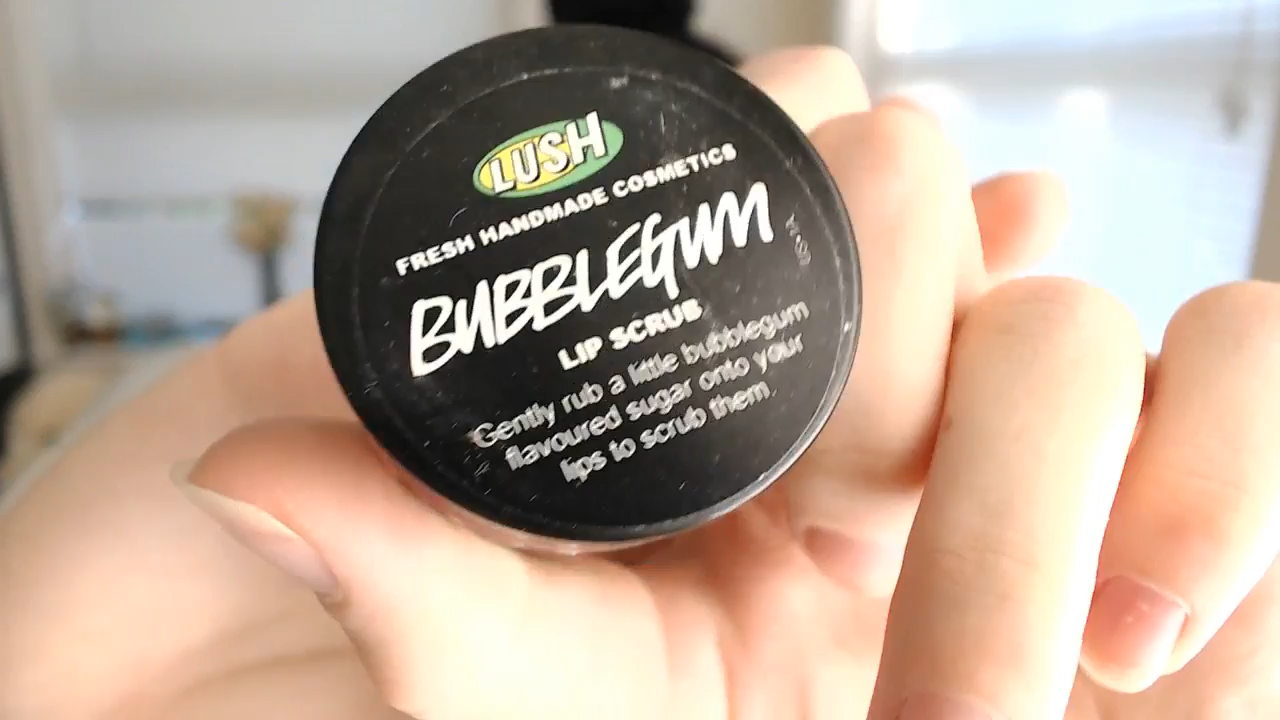 LUSH
FRESH HANDMADE COSMETICS
BUBBLEGUM
LIP SCRUB
Gently rub a little bubblegum
flavoured sugar onto your
lips to scrub them